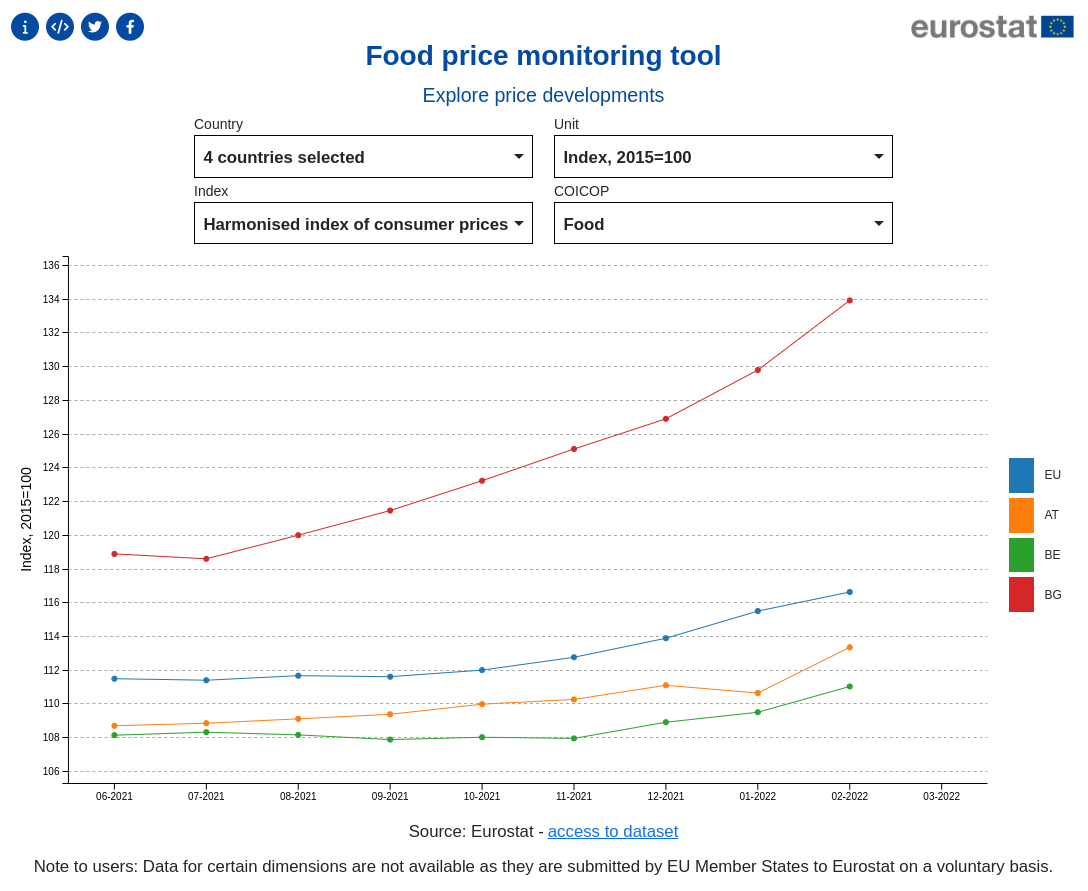 eurostat
Food price monitoring tool
Explore price developments
Country
Unit
4 countries selected
Index, 2015=100
Index
COICOP
Harmonised index of consumer prices
Food
136
134
132
130
128
126
124
122
120
118
116
114
112
110
108
106
Index, 2015=100
EU
AT
BE
BG
06-2021 07-2021 08-2021 09-2021 10-2021 11-2021 12-2021 01-2022 02-2022 03-2022
Source: Eurostat - access to dataset
Note to users: Data for certain dimensions are not available as they are submitted by EU Member States to Eurostat on a voluntary basis.